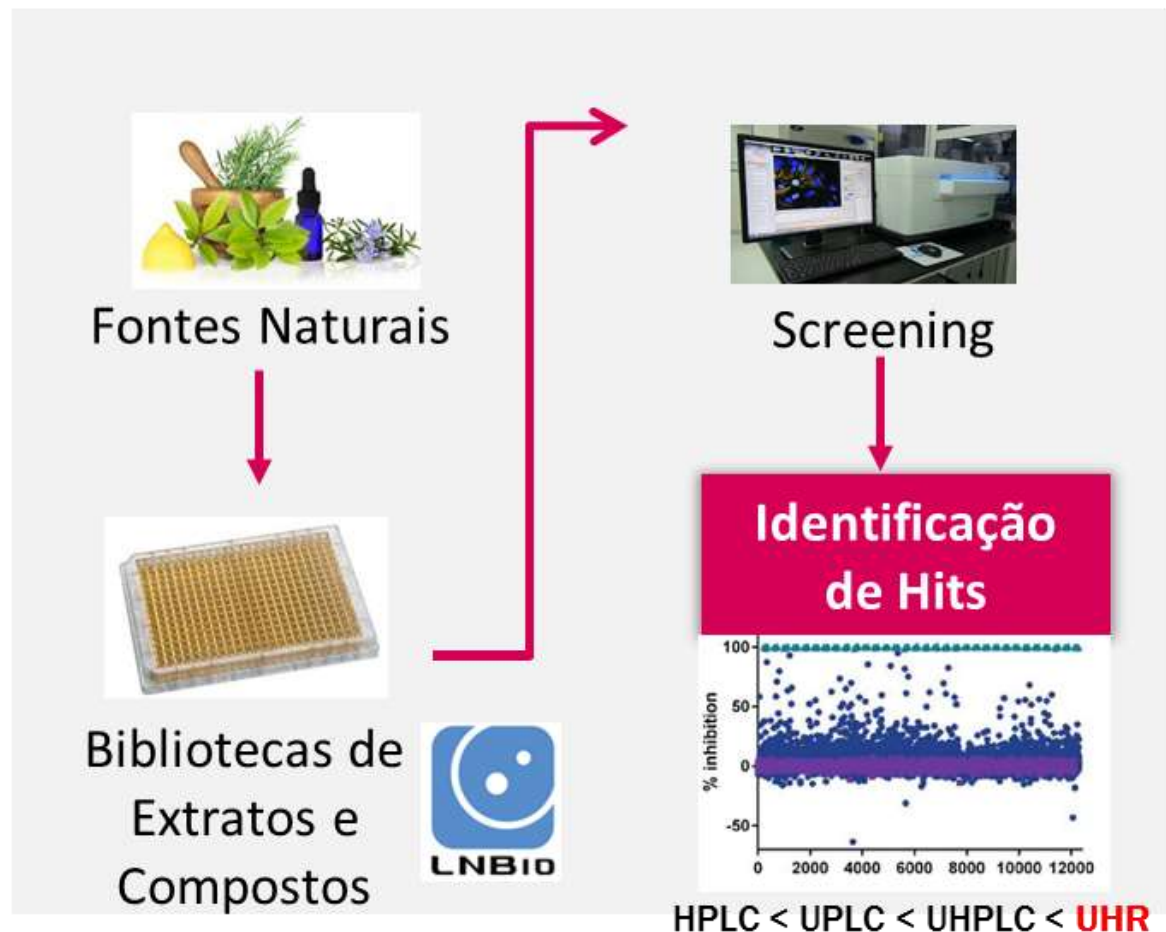 Fontes Naturais
Bibliotecas de
Extratos e
Compostos
LNBio
Screening
Identificação
de Hits
% inhibition
100
50
0
-50
0 2000 4000 6000 8000 10000 12000
HPLC < UPLC < UHPLC < UHR